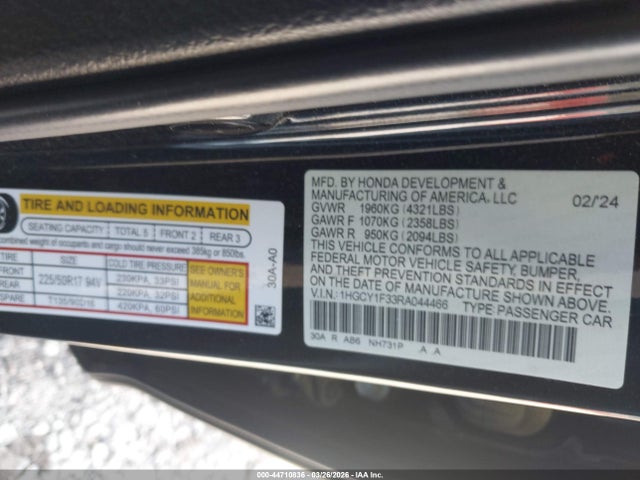 TIRE AND LOADING INFORMATION
SEATING CAPACITY TOTAL 5 FRONT 2 REAR 3
combined weight of occupants and cargo should never exceed 385kg or 850lbs.
TIRE SIZE COLD TIRE PRESSURE
FRONT 225/50R17 94V 230KPA, 33PSI
REAR 220KPA, 32PSI
SPARE T135/80D16 420KPA, 60PSI
SEE OWNER'S
MANUAL FOR
ADDITIONAL
INFORMATION
30A-A0
MFD. BY HONDA DEVELOPMENT &
MANUFACTURING OF AMERICA, LLC 02/'24
GVWR 1960KG (4321LBS)
GAWR F 1070KG (2358LBS)
GAWR R 950KG (2094LBS)
THIS VEHICLE CONFORMS TO ALL APPLICABLE
FEDERAL MOTOR VEHICLE SAFETY, BUMPER,
AND THEFT PREVENTION STANDARDS IN EFFECT ON
THE DATE OF MANUFACTURE SHOWN ABOVE.
V.I.N.: 1HGCY1F33RA044466 TYPE PASSENGER CAR
30A R AB6 NH731P A A
©-- 44710836 - 03/26/2026 - IAA Inc.